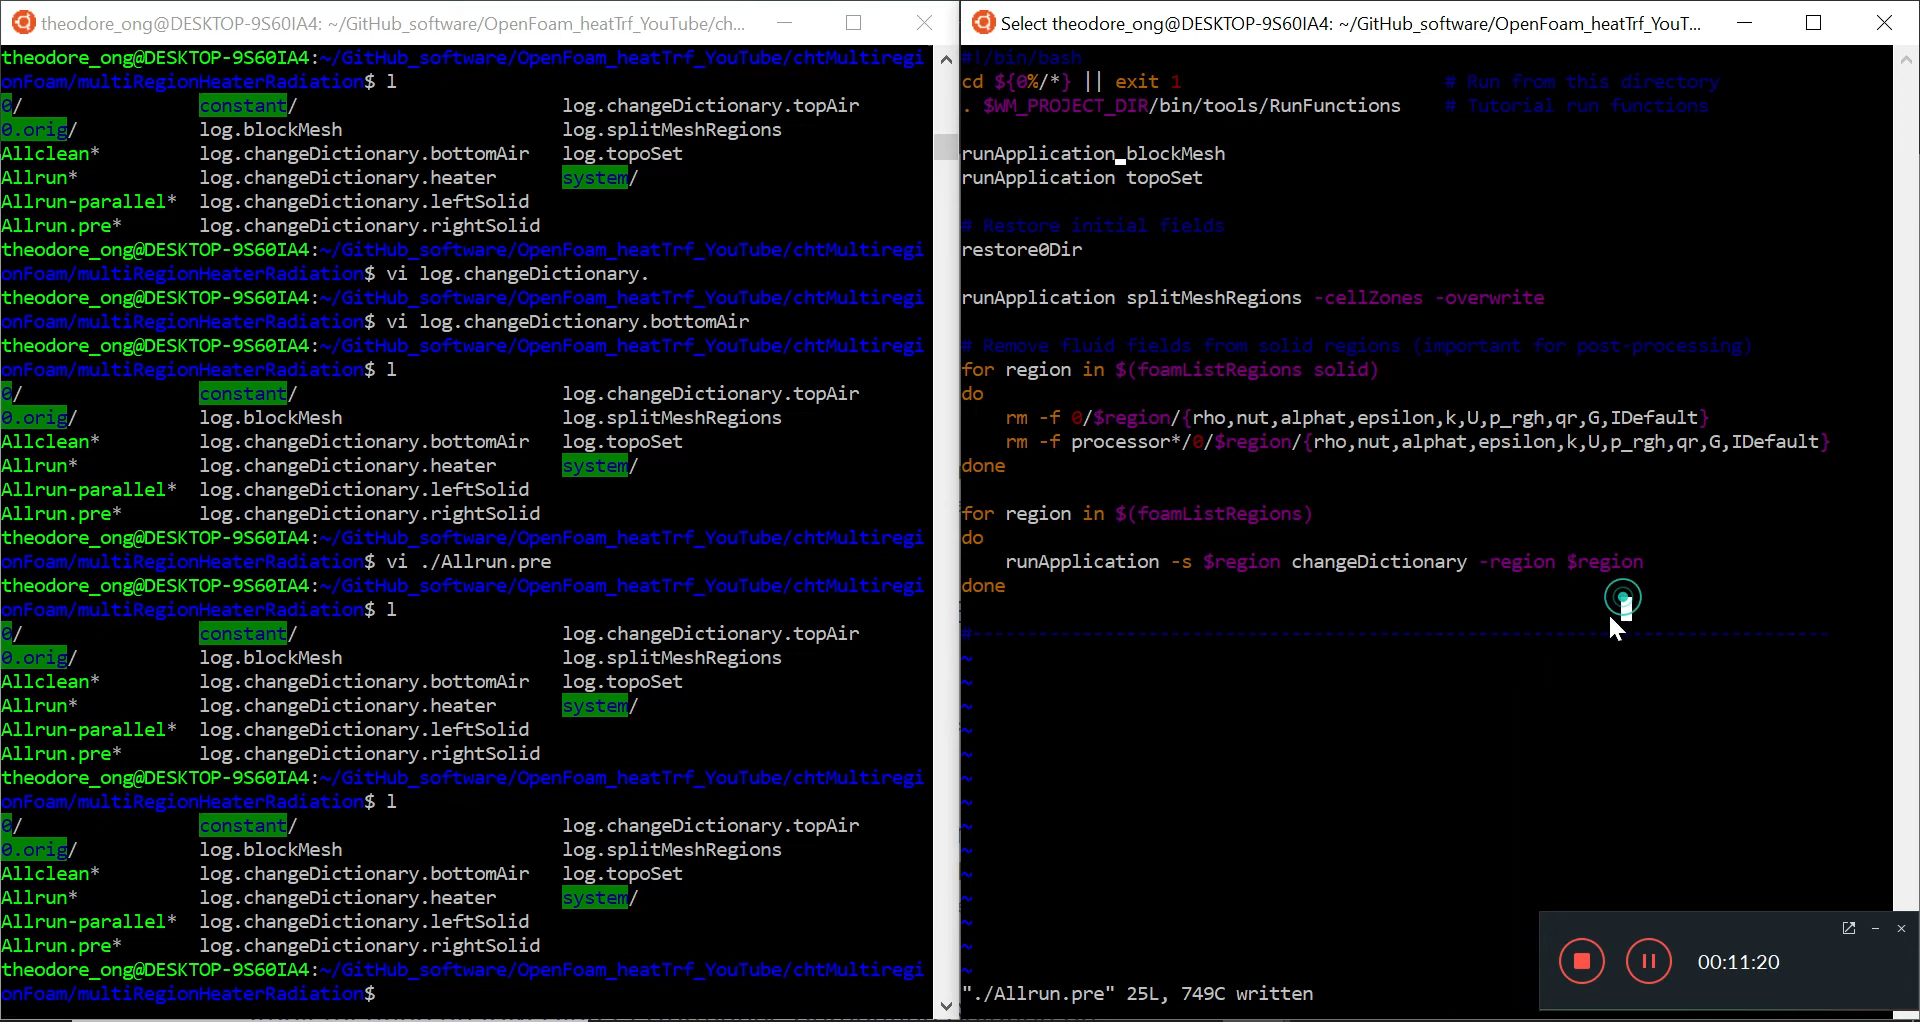 theodore_ong@DESKTOP-9S60IA4: ~/GitHub_software/OpenFoam_heatTrf_YouTube/ch...
theodore_ong@DESKTOP-9S60IA4:~/GitHub_software/OpenFoam_heatTrf_YouTube/chtMultiregi
onFoam/multiRegionHeaterRadiation$ l
0/ constant/ log.changeDictionary.topAir
0.orig/ log.blockMesh log.splitMeshRegions
Allclean* log.changeDictionary.bottomAir log.topoSet
Allrun* log.changeDictionary.heater system/
Allrun-parallel* log.changeDictionary.leftSolid
Allrun.pre* log.changeDictionary.rightSolid
theodore_ong@DESKTOP-9S60IA4:~/GitHub_software/OpenFoam_heatTrf_YouTube/chtMultiregi
onFoam/multiRegionHeaterRadiation$ vi log.changeDictionary.
theodore_ong@DESKTOP-9S60IA4:~/GitHub_software/OpenFoam_heatTrf_YouTube/chtMultiregi
onFoam/multiRegionHeaterRadiation$ vi log.changeDictionary.bottomAir
theodore_ong@DESKTOP-9S60IA4:~/GitHub_software/OpenFoam_heatTrf_YouTube/chtMultiregi
onFoam/multiRegionHeaterRadiation$ l
0/ constant/ log.changeDictionary.topAir
0.orig/ log.blockMesh log.splitMeshRegions
Allclean* log.changeDictionary.bottomAir log.topoSet
Allrun* log.changeDictionary.heater system/
Allrun-parallel* log.changeDictionary.leftSolid
Allrun.pre* log.changeDictionary.rightSolid
theodore_ong@DESKTOP-9S60IA4:~/GitHub_software/OpenFoam_heatTrf_YouTube/chtMultiregi
onFoam/multiRegionHeaterRadiation$ vi ./Allrun.pre
theodore_ong@DESKTOP-9S60IA4:~/GitHub_software/OpenFoam_heatTrf_YouTube/chtMultiregi
onFoam/multiRegionHeaterRadiation$ l
0/ constant/ log.changeDictionary.topAir
0.orig/ log.blockMesh log.splitMeshRegions
Allclean* log.changeDictionary.bottomAir log.topoSet
Allrun* log.changeDictionary.heater system/
Allrun-parallel* log.changeDictionary.leftSolid
Allrun.pre* log.changeDictionary.rightSolid
theodore_ong@DESKTOP-9S60IA4:~/GitHub_software/OpenFoam_heatTrf_YouTube/chtMultiregi
onFoam/multiRegionHeaterRadiation$ l
0/ constant/ log.changeDictionary.topAir
0.orig/ log.blockMesh log.splitMeshRegions
Allclean* log.changeDictionary.bottomAir log.topoSet
Allrun* log.changeDictionary.heater system/
Allrun-parallel* log.changeDictionary.leftSolid
Allrun.pre* log.changeDictionary.rightSolid
theodore_ong@DESKTOP-9S60IA4:~/GitHub_software/OpenFoam_heatTrf_YouTube/chtMultiregi
onFoam/multiRegionHeaterRadiation$
Select theodore_ong@DESKTOP-9S60IA4: ~/GitHub_software/OpenFoam_heatTrf_YouT...
#!/bin/bash
cd ${0%/*} || exit 1 # Run from this directory
. $WM_PROJECT_DIR/bin/tools/RunFunctions # Tutorial run functions
runApplication blockMesh
runApplication topoSet
# Restore initial fields
restore0Dir
runApplication splitMeshRegions -cellZones -overwrite
# Remove fluid fields from solid regions (important for post-processing)
for region in $(foamListRegions solid)
do
rm -f 0/$region/{rho,nut,alphat,epsilon,k,U,p_rgh,qr,G,IDefault}
rm -f processor*/0/$region/{rho,nut,alphat,epsilon,k,U,p_rgh,qr,G,IDefault}
done
for region in $(foamListRegions)
do
runApplication -s $region changeDictionary -region $region
done
#------------------------------------------------------------------------------
~
~
~
~
~
~
~
~
~
~
~
~
~
~
"./Allrun.pre" 25L, 749C written
00:11:20